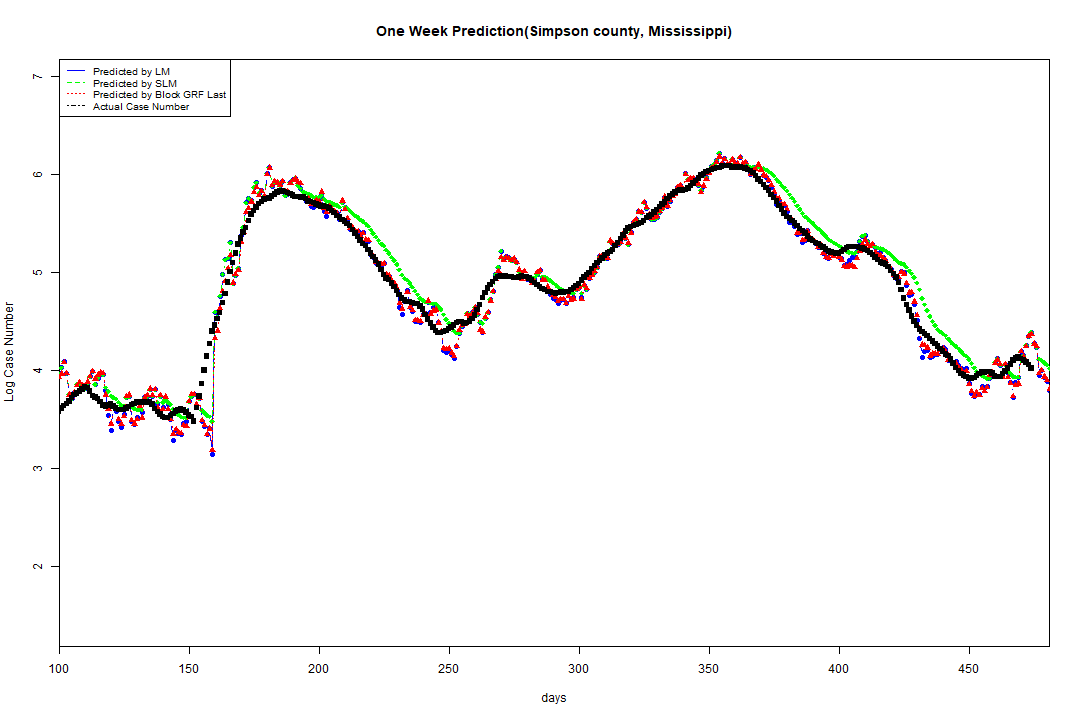 One Week Prediction(Simpson county, Mississippi)
Predicted by LM
Predicted by SLM
Predicted by Block GRF Last
Actual Case Number
7
6
5
4
3
2
Log Case Number
100 150 200 250 300 350 400 450
days